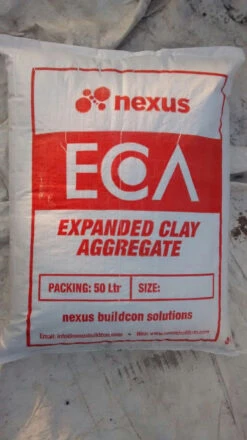 nexus
ECA
EXPANDED CLAY
AGGREGATE
PACKING: 50 Ltr SIZE:
nexus buildcon solutions